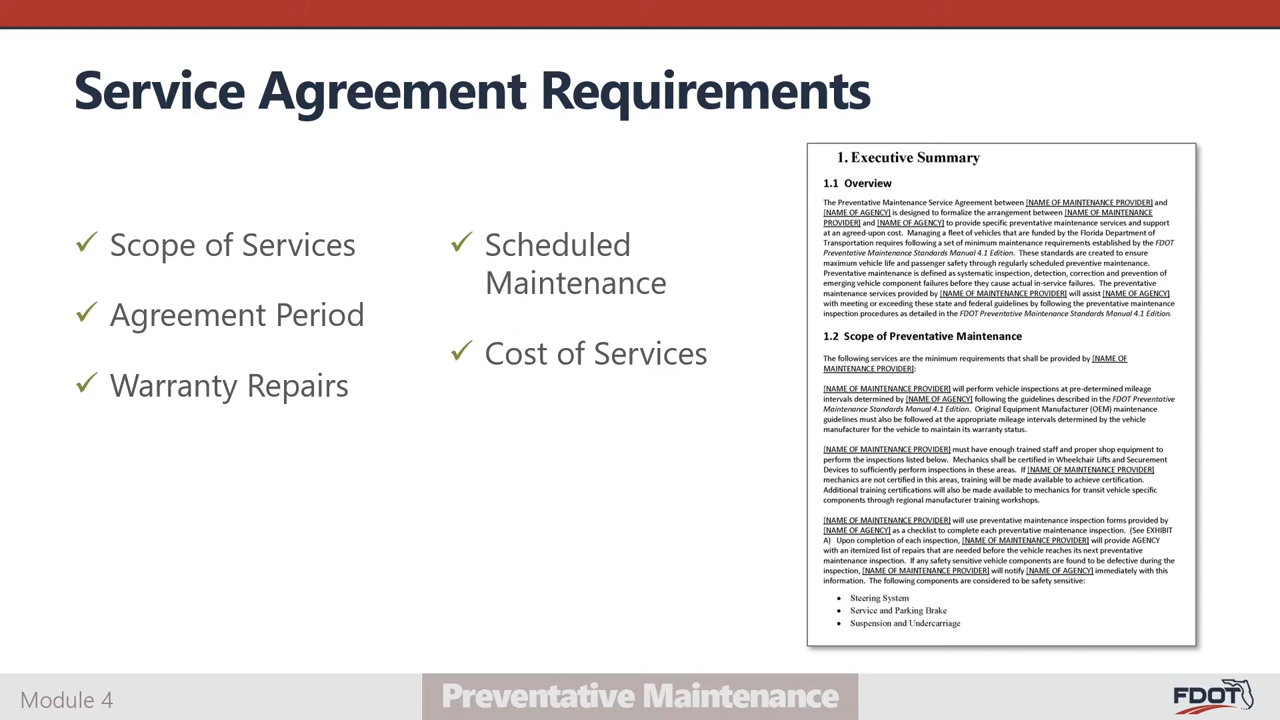 Service Agreement Requirements
Scope of Services
Agreement Period
Warranty Repairs
Scheduled
Maintenance
Cost of Services
1. Executive Summary
1.1 Overview
The Preventative Maintenance Service Agreement between [NAME OF MAINTENANCE PROVIDER] and
[NAME OF AGENCY] is designed to formalize the arrangement between [NAME OF MAINTENANCE
PROVIDER] and [NAME OF AGENCY] to provide specific preventative maintenance services and support
at an agreed-upon cost. Managing a fleet of vehicles that are funded by the Florida Department of
Transportation requires following a set of minimum maintenance requirements established by the FDOT
Preventative Maintenance Standards Manual 4.1 Edition. These standards are created to ensure
maximum vehicle life and passenger safety through regularly scheduled preventive maintenance.
Preventative maintenance is defined as systematic inspection, detection, correction and prevention of
emerging vehicle component failures before they cause actual in-service failures. The preventative
maintenance services provided by [NAME OF MAINTENANCE PROVIDER] will assist [NAME OF AGENCY]
with meeting or exceeding these state and federal guidelines by following the preventative maintenance
inspection procedures as detailed in the FDOT Preventative Maintenance Standards Manual 4.1 Edition.
1.2 Scope of Preventative Maintenance
The following services are the minimum requirements that shall be provided by [NAME OF
MAINTENANCE PROVIDER]:
[NAME OF MAINTENANCE PROVIDER] will perform vehicle inspections at pre-determined mileage
intervals determined by [NAME OF AGENCY] following the guidelines described in the FDOT Preventative
Maintenance Standards Manual 4.1 Edition. Original Equipment Manufacturer (OEM) maintenance
guidelines must also be followed at the appropriate mileage intervals determined by the vehicle
manufacturer for the vehicle to maintain its warranty status.
[NAME OF MAINTENANCE PROVIDER] must have enough trained staff and proper shop equipment to
perform the inspections listed below. Mechanics shall be certified in Wheelchair Lifts and Securement
Devices to sufficiently perform inspections in these areas. If [NAME OF MAINTENANCE PROVIDER]
mechanics are not certified in this areas, training will be made available to achieve certification.
Additional training certifications will also be made available to mechanics for transit vehicle specific
components through regional manufacturer training workshops.
[NAME OF MAINTENANCE PROVIDER] will use preventative maintenance inspection forms provided by
[NAME OF AGENCY] as a checklist to complete each preventative maintenance inspection. (See EXHIBIT
A) Upon completion of each inspection, [NAME OF MAINTENANCE PROVIDER] will provide AGENCY
with an itemized list of repairs that are needed before the vehicle reaches its next preventative
maintenance inspection. If any safety sensitive vehicle components are found to be defective during the
inspection, [NAME OF MAINTENANCE PROVIDER] will notify [NAME OF AGENCY] immediately with this
information. The following components are considered to be safety sensitive:
• Steering System
• Service and Parking Brake
• Suspension and Undercarriage
Module 4
Preventative Maintenance
FDOT